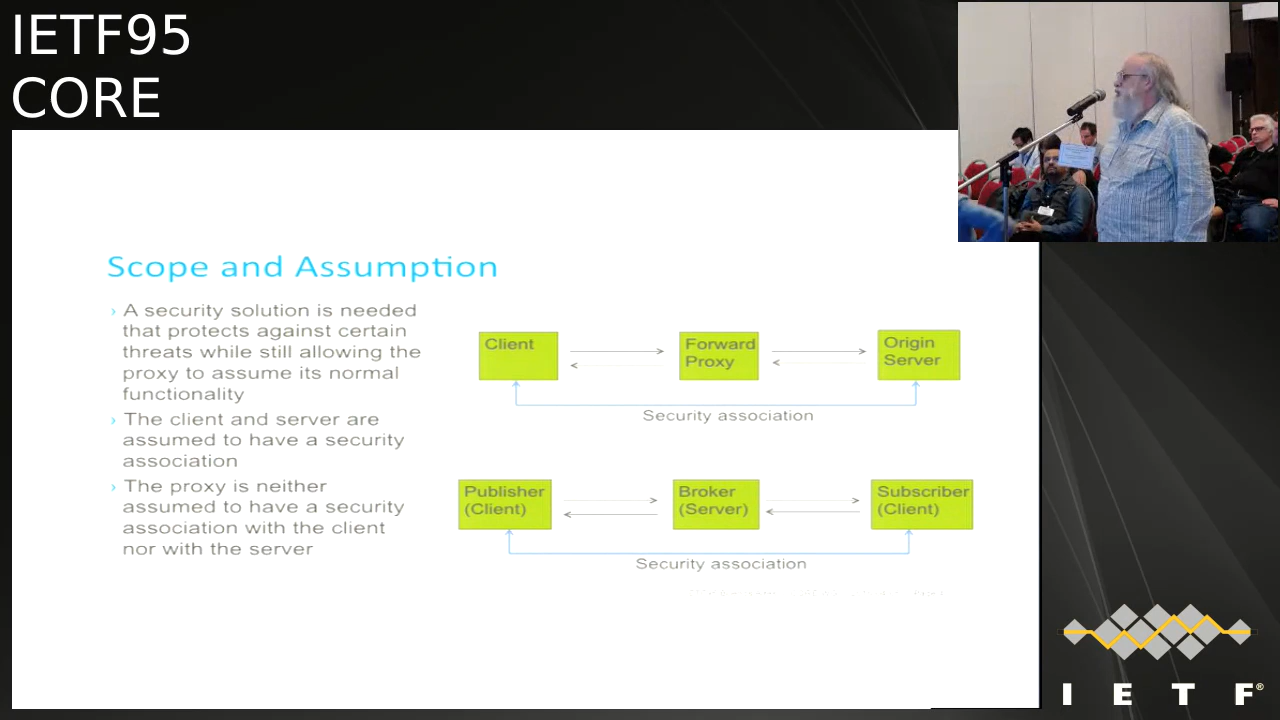 IETF95
CORE
Scope and Assumption
› A security solution is needed
that protects against certain
threats while still allowing the
proxy to assume its normal
functionality
› The client and server are
assumed to have a security
association
› The proxy is neither
assumed to have a security
association with the client
nor with the server
Client
Forward
Proxy
Origin
Server
Security association
Publisher
(Client)
Broker
(Server)
Subscriber
(Client)
Security association
I E T F®